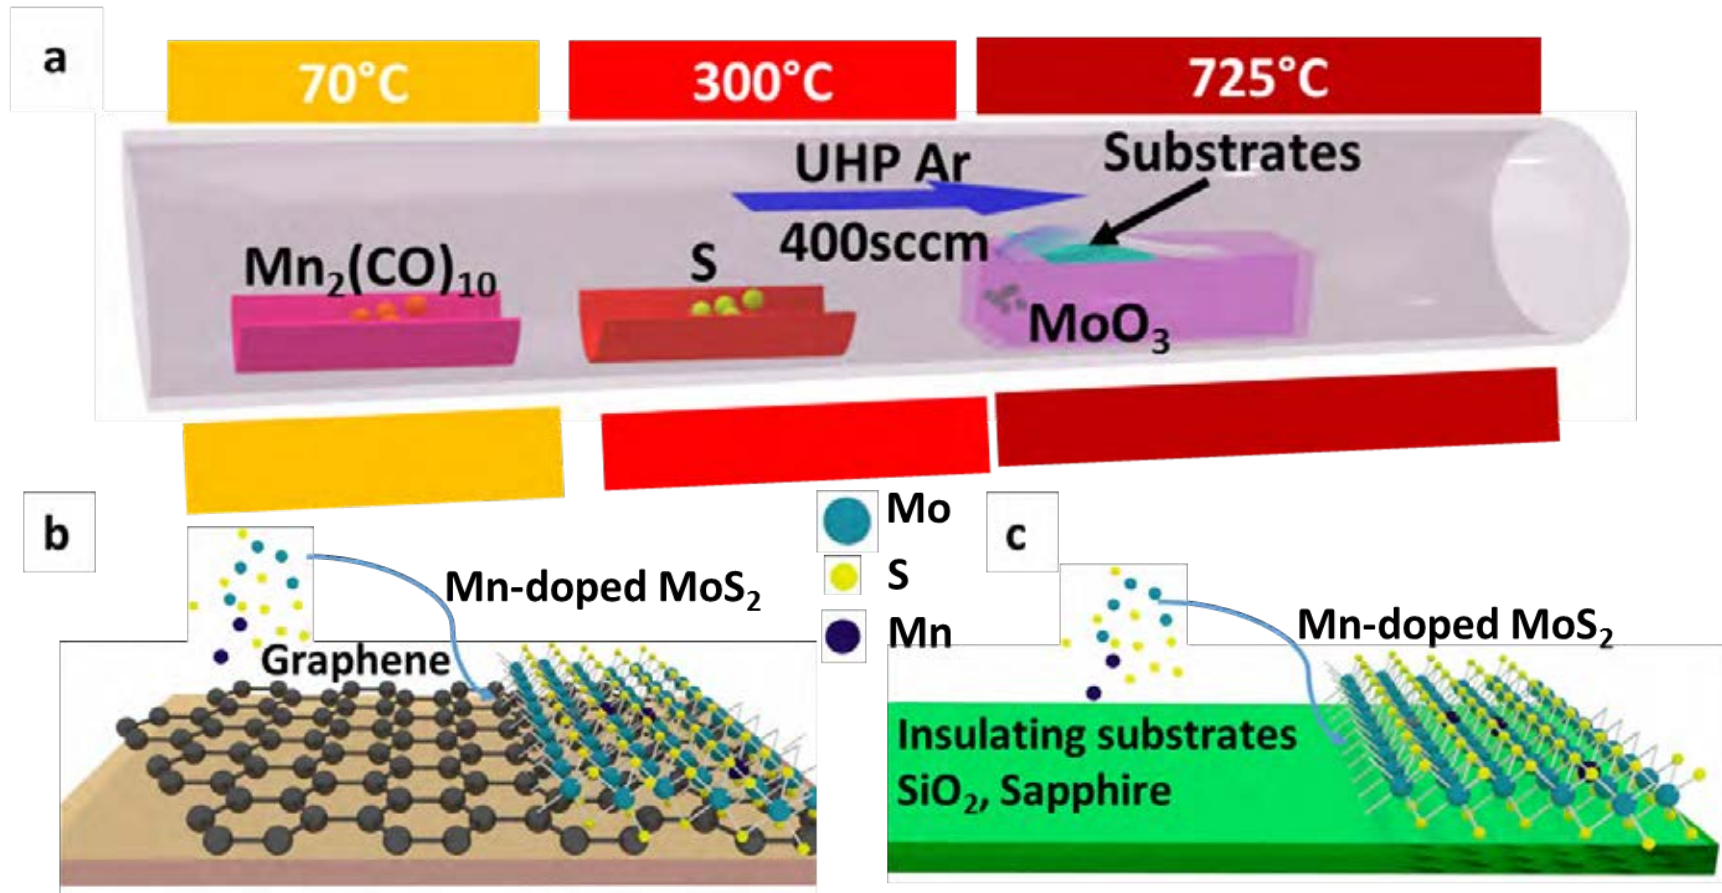 a
70°C
300°C
725°C
UHP Ar
400sccm
Substrates
Mn₂(CO)₁₀
S
MoO₃
b
Mn-doped MoS₂
Graphene
Mo
S
Mn
c
Mn-doped MoS₂
Insulating substrates
SiO₂, Sapphire